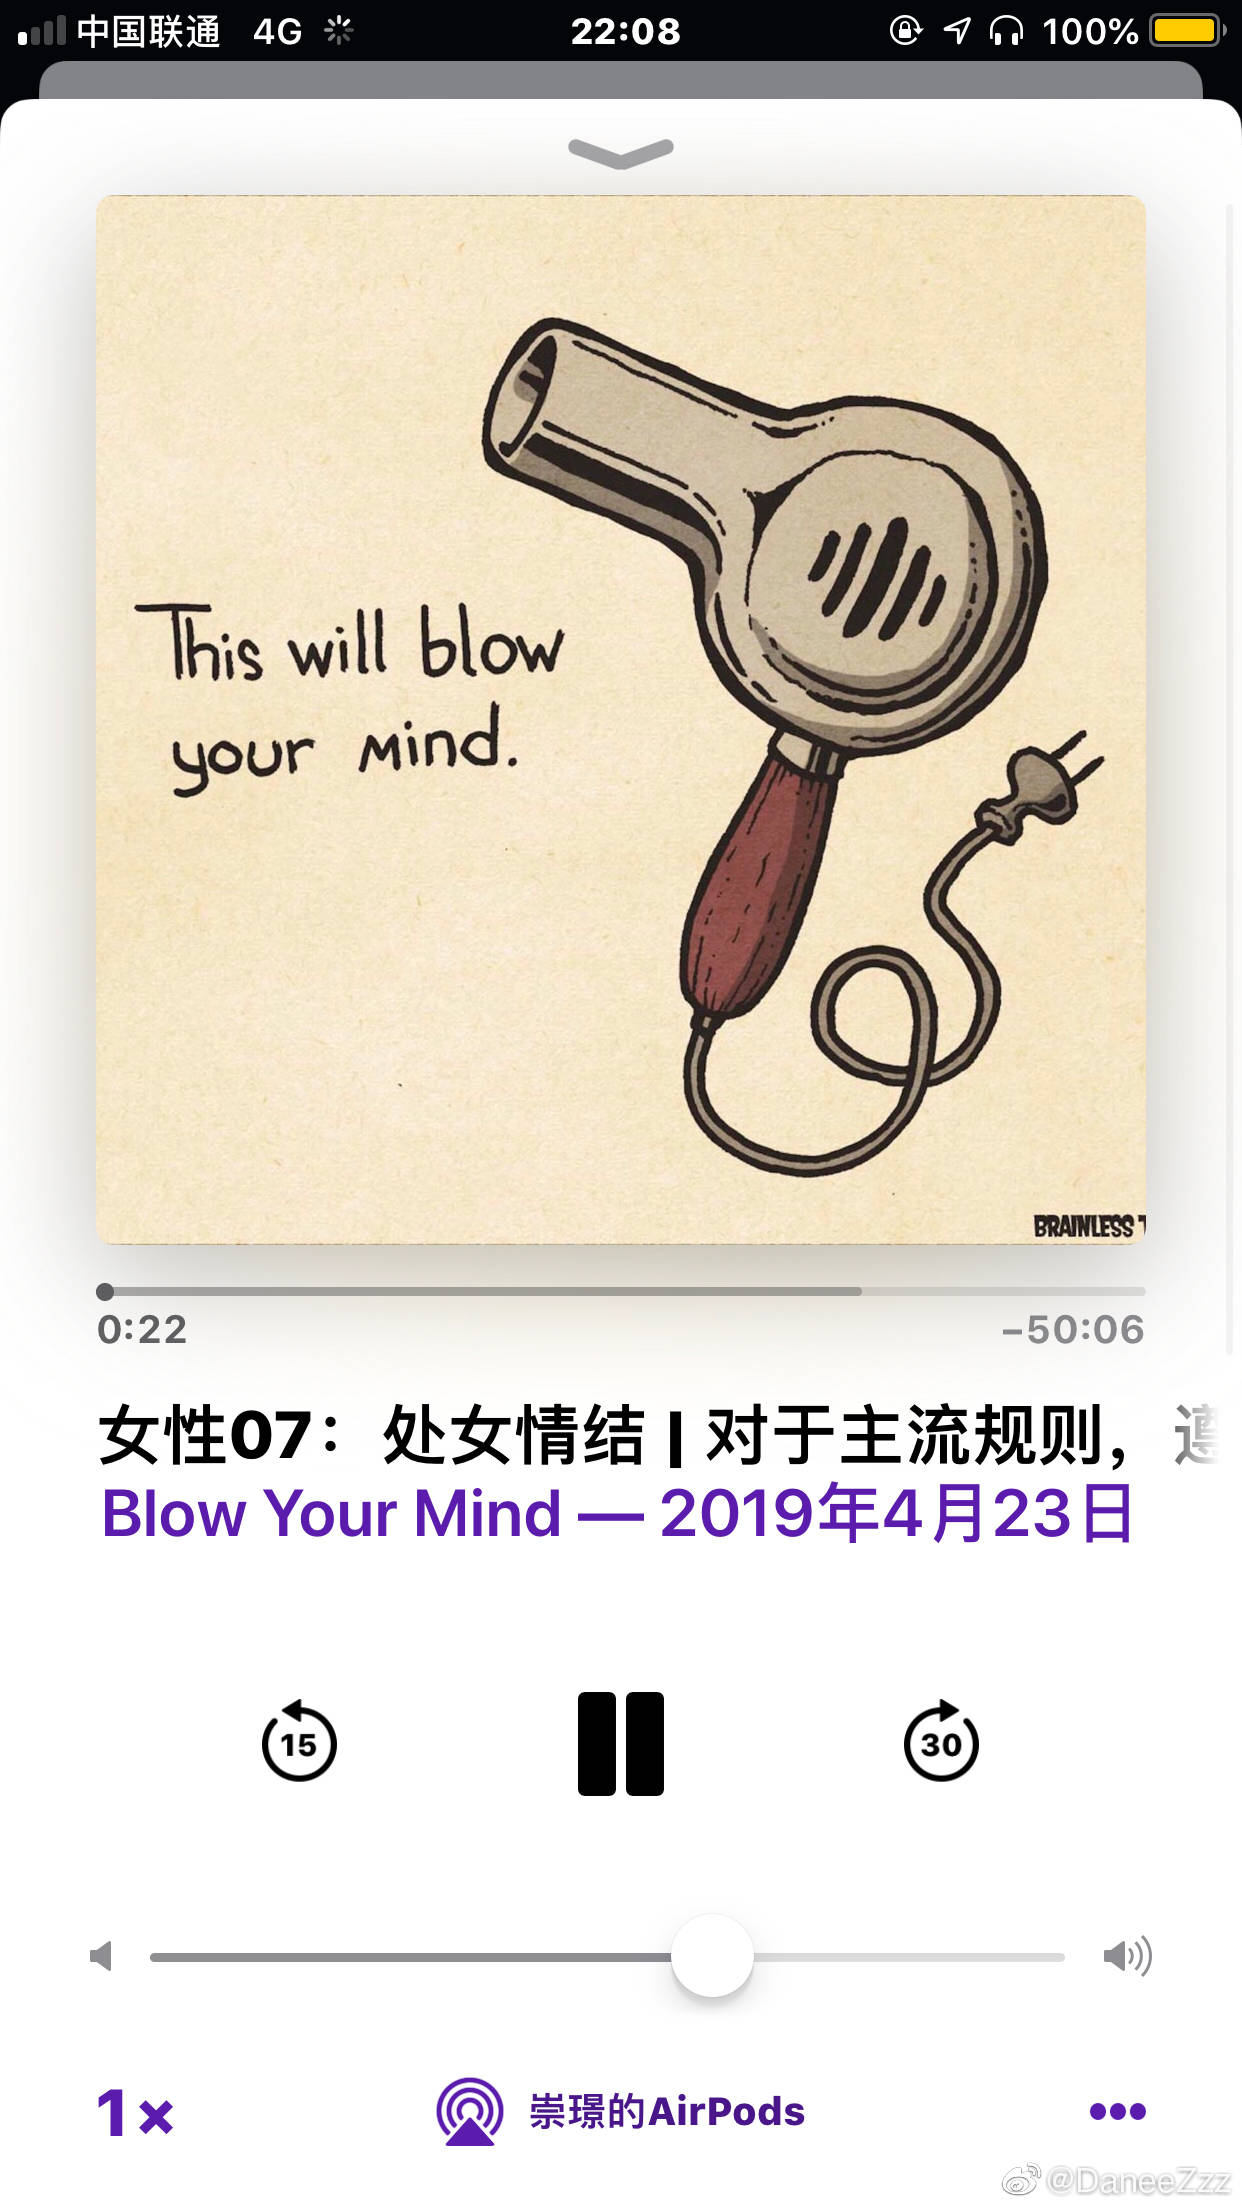 中国联通 4G 22:08 100%
This will blow
your mind.
BRAINLESS T
0:22 -50:06
女性07：处女情结 | 对于主流规则，遵
Blow Your Mind — 2019年4月23日
15 30
1× 崇璟的AirPods
@DaneeZzz